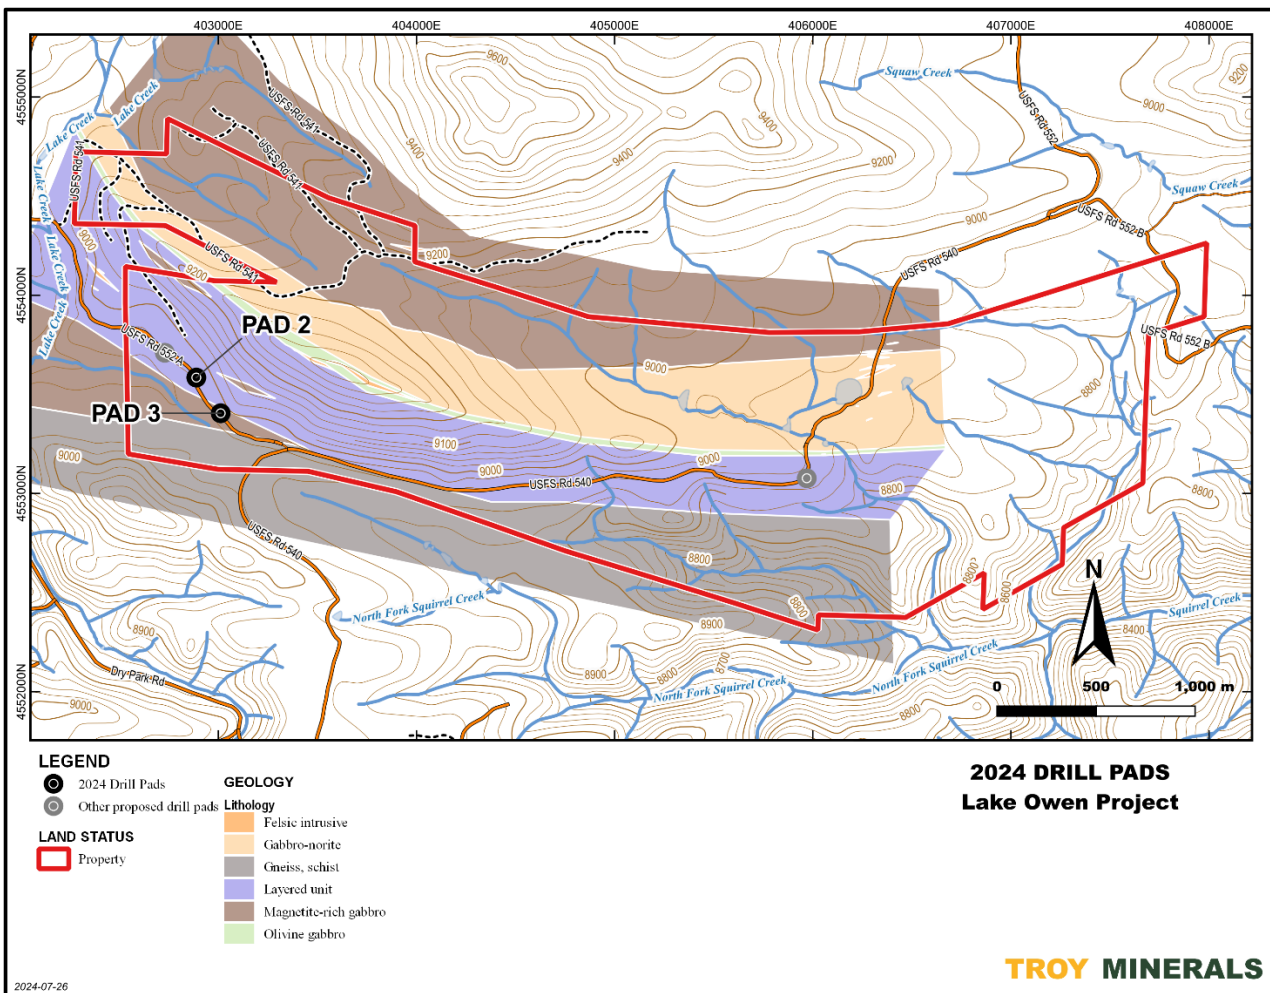 403000E 404000E 405000E 406000E 407000E 408000E
4555000N
4554000N
4553000N
4552000N
Lake Creek
Lake Creek
Lake Creek
Lake Creek
Lake Creek
Squaw Creek
Squaw Creek
USFS Rd 541
USFS Rd 541
USFS Rd 541
USFS Rd 541
USFS Rd 552
USFS Rd 552 B
USFS Rd 552 B
USFS Rd 540
USFS Rd 552 A
USFS Rd 540
USFS Rd 540
Dry Park Rd
PAD 2
PAD 3
9600
9400
9400
9400
9200
9200
9000
9000
9000
9200
9200
9000
9100
9000
9000
9000
9000
8800
8800
8800
8800
8800
8800
8600
8400
8900
8900
8900
8800
8700
8800
9000
North Fork Squirrel Creek
North Fork Squirrel Creek
North Fork Squirrel Creek
Squirrel Creek
N
0 500 1,000 m
LEGEND
2024 Drill Pads
Other proposed drill pads
LAND STATUS
Property
GEOLOGY
Lithology
Felsic intrusive
Gabbro-norite
Gneiss, schist
Layered unit
Magnetite-rich gabbro
Olivine gabbro
2024 DRILL PADS
Lake Owen Project
TROY MINERALS
2024-07-26